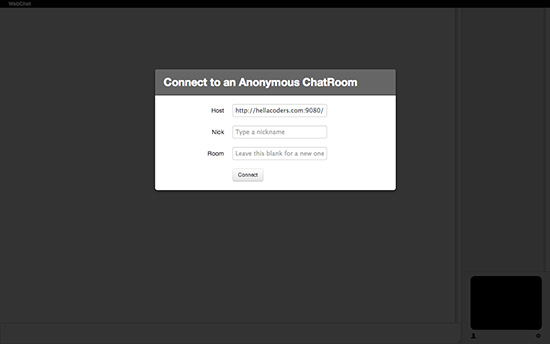 WebChat
Connect to an Anonymous ChatRoom
Host http://hellacoders.com:9080/
Nick Type a nickname
Room Leave this blank for a new one
Connect